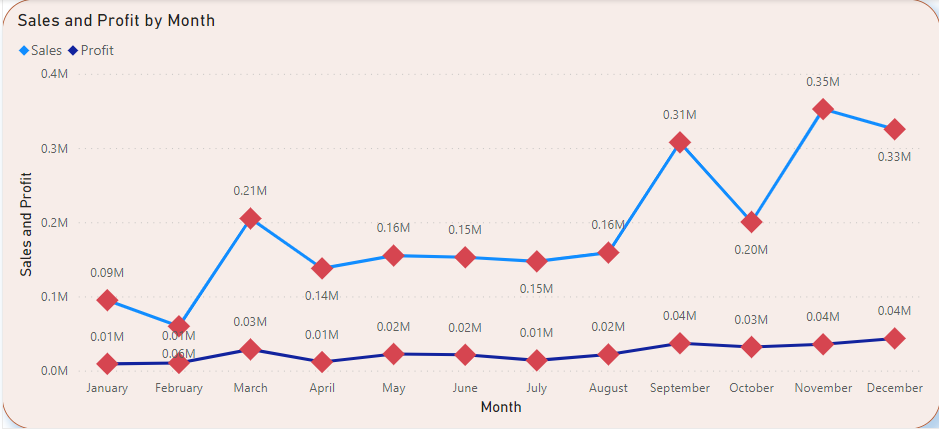 Sales and Profit by Month
Sales Profit
0.4M
0.3M
0.2M
0.1M
0.0M
Sales and Profit
0.09M
0.06M
0.21M
0.14M
0.16M
0.15M
0.15M
0.16M
0.31M
0.20M
0.35M
0.33M
0.01M
0.01M
0.03M
0.01M
0.02M
0.02M
0.01M
0.02M
0.04M
0.03M
0.04M
0.04M
January February March April May June July August September October November December
Month